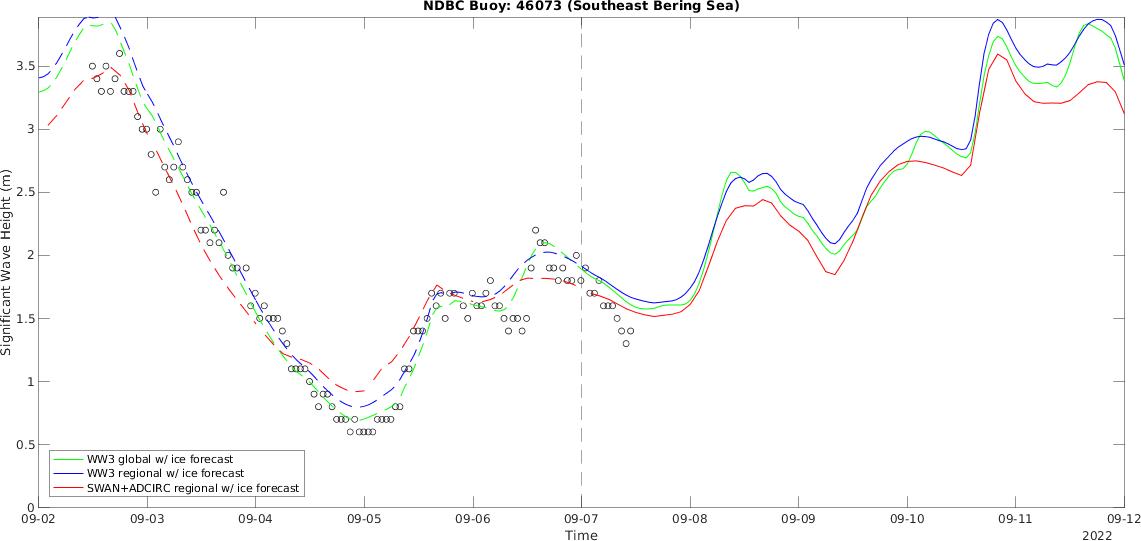 NDBC Buoy: 46073 (Southeast Bering Sea)
Significant Wave Height (m)
3.5
3
2.5
2
1.5
1
0.5
0
WW3 global w/ ice forecast
WW3 regional w/ ice forecast
SWAN+ADCIRC regional w/ ice forecast
09-02 09-03 09-04 09-05 09-06 09-07 09-08 09-09 09-10 09-11 09-12
Time
2022